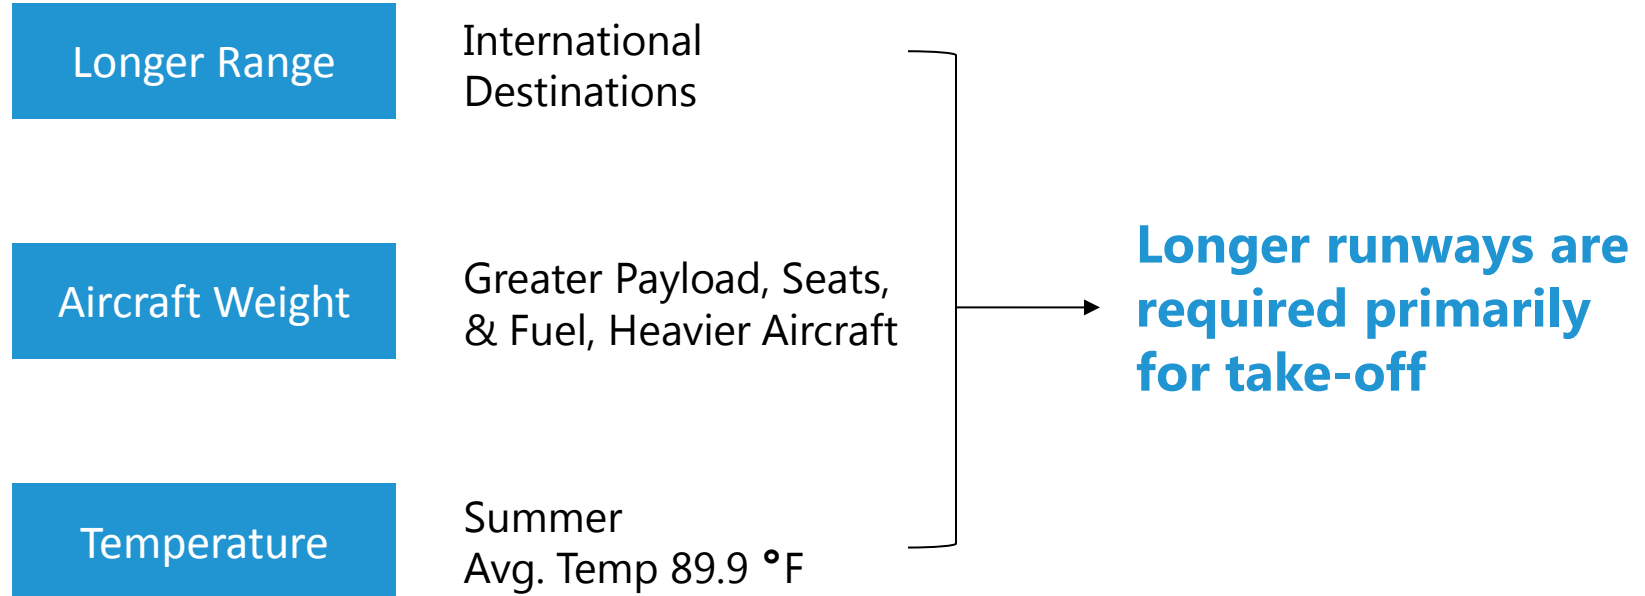 Longer Range
International
Destinations
Aircraft Weight
Greater Payload, Seats,
& Fuel, Heavier Aircraft
Temperature
Summer
Avg. Temp 89.9 °F
Longer runways are
required primarily
for take-off